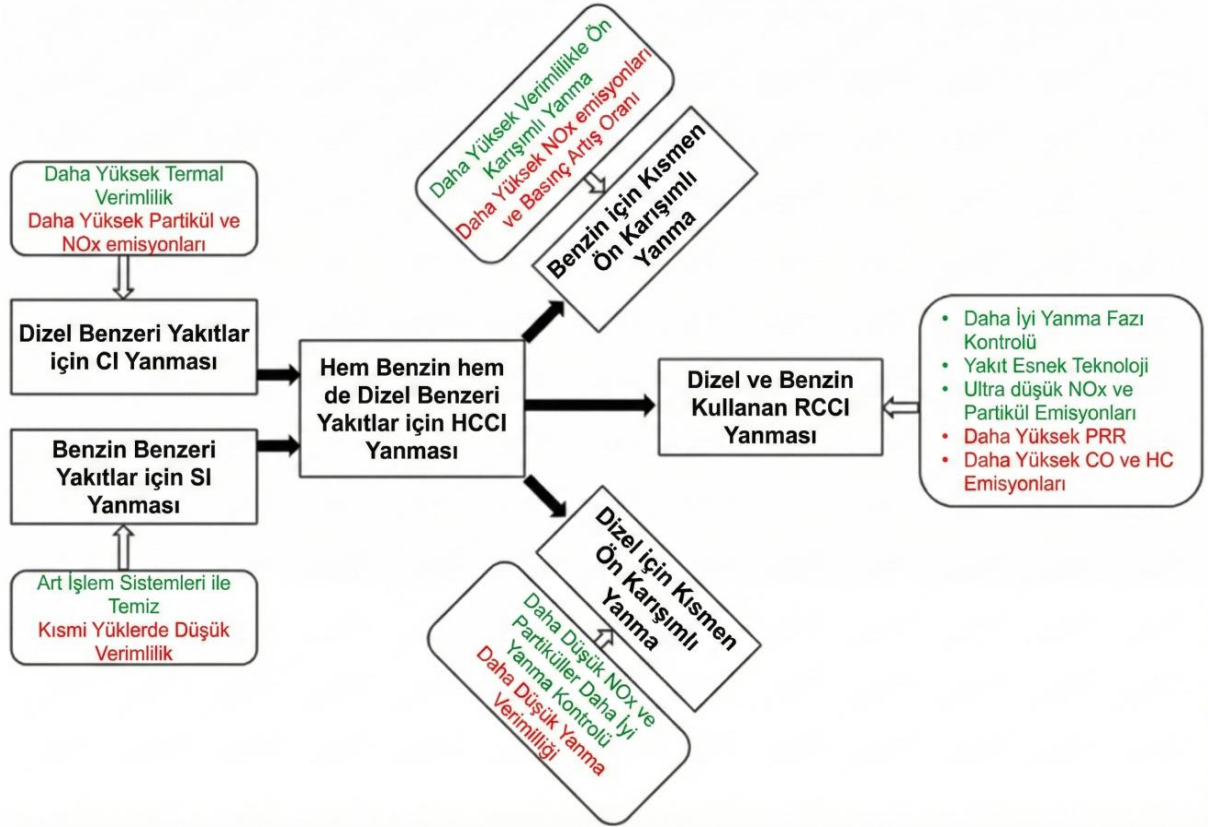 Daha Yüksek Termal
Verimlilik
Daha Yüksek Partikül ve
NOx emisyonları
Dizel Benzeri Yakıtlar
için CI Yanması
Benzin Benzeri
Yakıtlar için SI
Yanması
Art İşlem Sistemleri ile
Temiz
Kısmi Yüklerde Düşük
Verimlilik
Hem Benzin hem
de Dizel Benzeri
Yakıtlar için HCCI
Yanması
Daha Yüksek Verimlilikle Ön
Karışımlı Yanma
Daha Yüksek NOx emisyonları
ve Basınç Artış Oranı
Benzin için Kısmen
Ön Karışımlı
Yanma
Dizel ve Benzin
Kullanan RCCI
Yanması
• Daha İyi Yanma Fazı
Kontrolü
• Yakıt Esnek Teknoloji
• Ultra düşük NOx ve
Partikül Emisyonları
• Daha Yüksek PRR
• Daha Yüksek CO ve HC
Emisyonları
Dizel için Kısmen
Ön Karışımlı
Yanma
Daha Düşük NOx ve
Partiküller Daha İyi
Yanma Kontrolü
Daha Düşük Yanma
Verimilliği